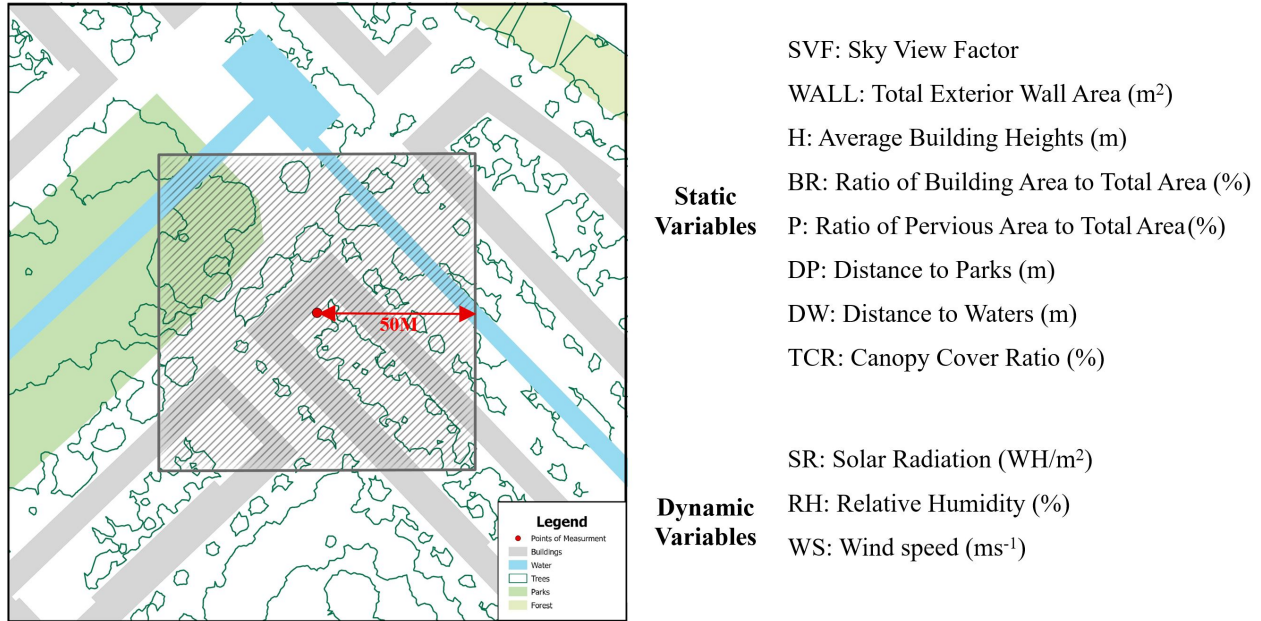 50M
Legend
Points of Measurment
Buildings
Water
Trees
Parks
Forest
Static
Variables
SVF: Sky View Factor
WALL: Total Exterior Wall Area (m²)
H: Average Building Heights (m)
BR: Ratio of Building Area to Total Area (%)
P: Ratio of Pervious Area to Total Area(%)
DP: Distance to Parks (m)
DW: Distance to Waters (m)
TCR: Canopy Cover Ratio (%)
Dynamic
Variables
SR: Solar Radiation (WH/m²)
RH: Relative Humidity (%)
WS: Wind speed (ms⁻¹)